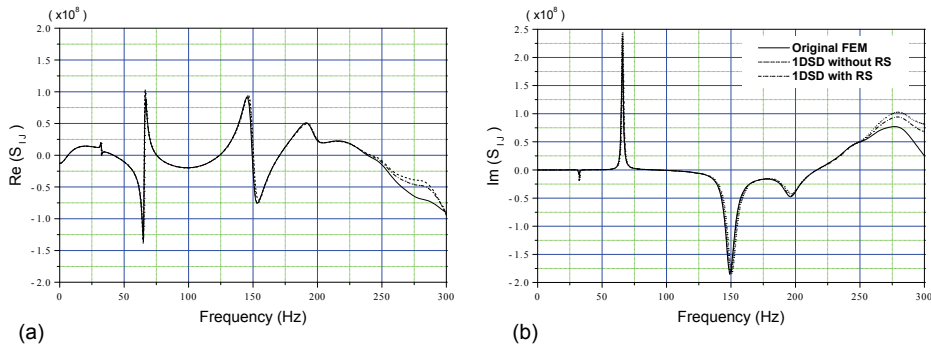 ( x10⁸ )
2.0
1.5
1.0
0.5
0.0
-0.5
-1.0
-1.5
-2.0
Re (S I J )
0 50 100 150 200 250 300
Frequency (Hz)
(a)
( x10⁸ )
2.5
2.0
1.5
1.0
0.5
0.0
-0.5
-1.0
-1.5
-2.0
Im (S I J )
Original FEM
1DSD without RS
1DSD with RS
0 50 100 150 200 250 300
Frequency (Hz)
(b)